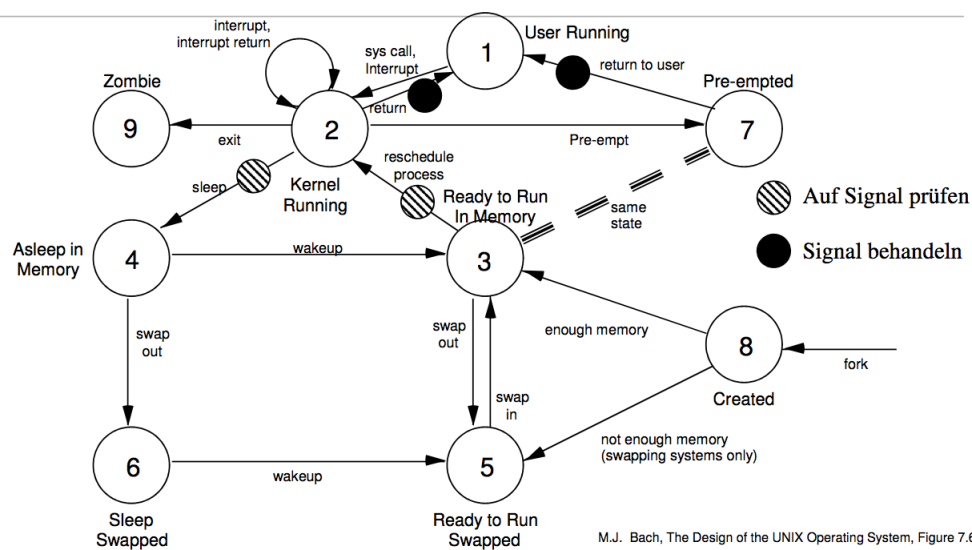 interrupt,
interrupt return
sys call,
Interrupt
1
User Running
return to user
Zombie
Pre-empted
return
9
2
7
exit
Pre-empt
reschedule
process
sleep
Kernel
Running
Ready to Run
In Memory
Auf Signal prüfen
same
state
Asleep in
Memory
4
wakeup
3
Signal behandeln
swap
out
swap
out
enough memory
8
fork
Created
swap
in
not enough memory
(swapping systems only)
6
wakeup
5
Sleep
Swapped
Ready to Run
Swapped
M.J. Bach, The Design of the UNIX Operating System, Figure 7.6